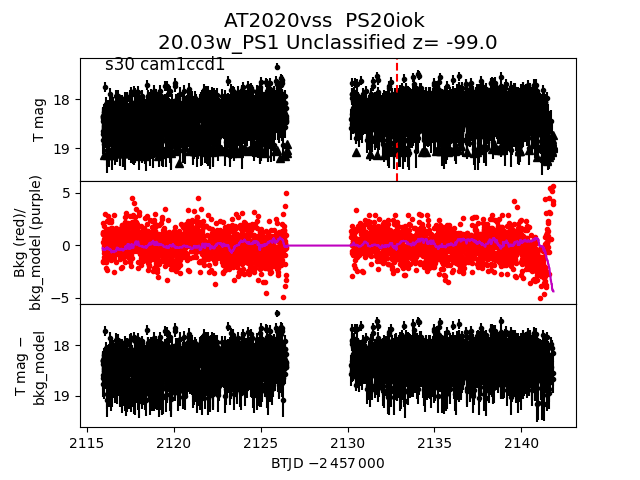 AT2020vss PS20iok
20.03w_PS1 Unclassified z= -99.0
s30 cam1ccd1
T mag
18
19
Bkg (red)/
bkg_model (purple)
5
0
−5
T mag −
bkg_model
18
19
2115
2120
2125
2130
2135
2140
BTJD −2 457 000